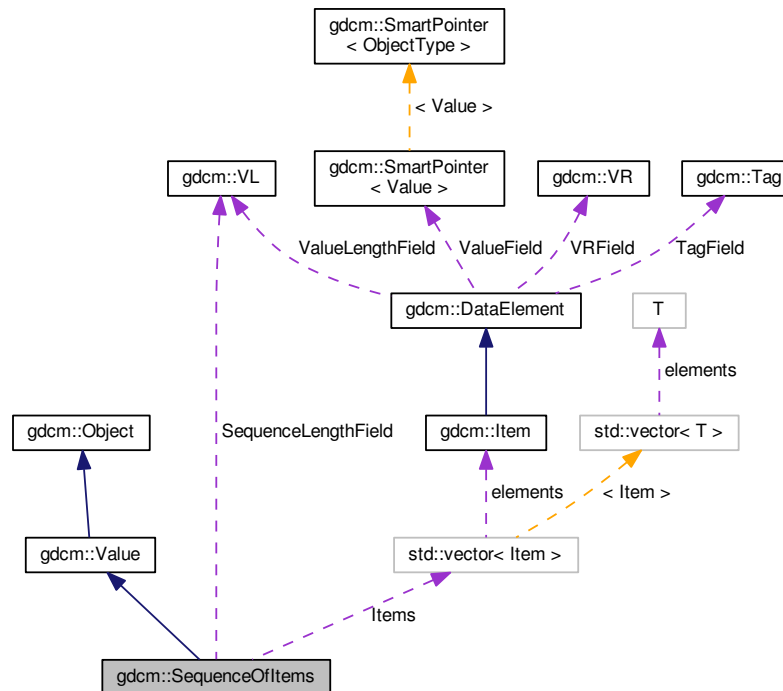 gdcm::SmartPointer
< ObjectType >
< Value >
gdcm::VL
gdcm::SmartPointer
< Value >
gdcm::VR
gdcm::Tag
ValueLengthField
ValueField
VRField
TagField
gdcm::DataElement
T
elements
gdcm::Object
SequenceLengthField
gdcm::Item
std::vector< T >
elements
< Item >
gdcm::Value
std::vector< Item >
Items
gdcm::SequenceOfItems